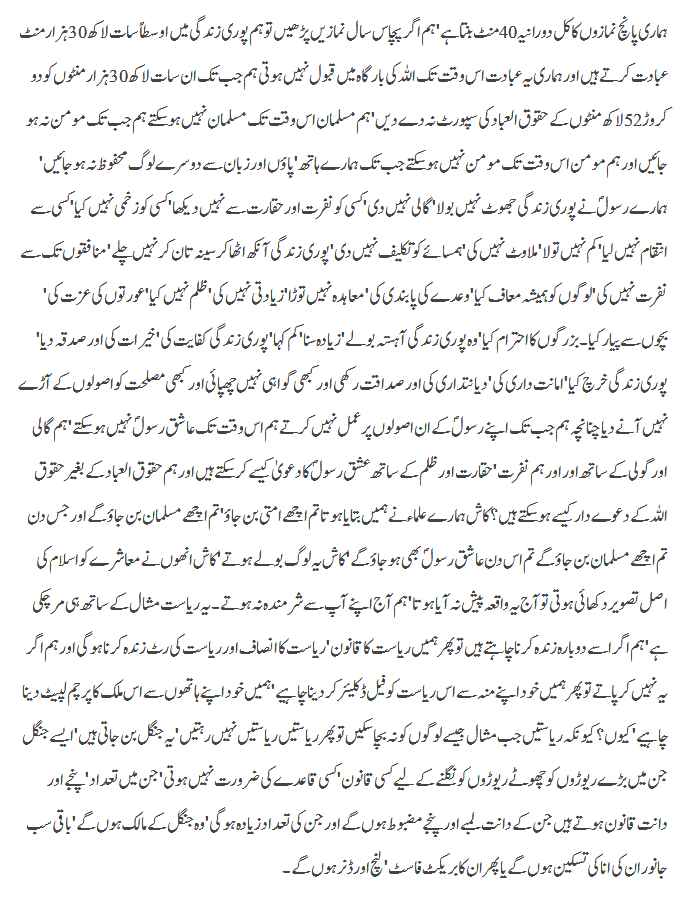 ہماری پانچ نمازوں کا کل دورانیہ 40 منٹ بنتا ہے' ہم اگر پچاس سال نمازیں پڑھیں تو ہم پوری زندگی میں اوسطاً سات لاکھ 30 ہزار منٹ
عبادت کرتے ہیں اور ہماری یہ عبادت اس وقت تک اللہ کی بارگاہ میں قبول نہیں ہوتی ہم جب تک ان سات لاکھ 30 ہزار منٹوں کو دو
کروڑ 52 لاکھ منٹوں کے حقوق العباد کی سپورٹ نہ دے دیں' ہم مسلمان اس وقت تک مسلمان نہیں ہو سکتے ہم جب تک مومن نہ ہو
جائیں اور ہم مومن اس وقت تک مومن نہیں ہو سکتے جب تک ہمارے ہاتھ' پاؤں اور زبان سے دوسرے لوگ محفوظ نہ ہو جائیں'
ہمارے رسولؐ نے پوری زندگی جھوٹ نہیں بولا' گالی نہیں دی' کسی کو نفرت اور حقارت سے نہیں دیکھا' کسی کو زخمی نہیں کیا' کسی سے
انتقام نہیں لیا' کم نہیں تولا' ملاوٹ نہیں کی' ہمسائے کو تکلیف نہیں دی' پوری زندگی آنکھ اٹھا کر سینہ تان کر نہیں چلے' منافقوں تک سے
نفرت نہیں کی' لوگوں کو ہمیشہ معاف کیا' وعدے کی پابندی کی' معاہدہ نہیں توڑا' زیادتی نہیں کی' ظلم نہیں کیا' عورتوں کی عزت کی'
بچوں سے پیار کیا۔ بزرگوں کا احترام کیا' وہ پوری زندگی آہستہ بولے' زیادہ سنا' کم کہا' پوری زندگی کفایت کی' خیرات کی اور صدقہ دیا'
پوری زندگی خرچ کیا' امانت داری کی' دیانتداری کی اور صداقت رکھی اور کبھی گواہی نہیں چھپائی اور کبھی مصلحت کو اصولوں کے آڑے
نہیں آنے دیا چنانچہ ہم جب تک اپنے رسولؐ کے ان اصولوں پر عمل نہیں کرتے ہم اس وقت تک عاشق رسولؐ نہیں ہو سکتے' ہم گالی
اور گولی کے ساتھ اور اور ہم نفرت' حقارت اور ظلم کے ساتھ عشق رسولؐ کا دعویٰ کیسے کر سکتے ہیں اور ہم حقوق العباد کے بغیر حقوق
اللہ کے دعوے دار کیسے ہو سکتے ہیں؟ کاش ہمارے علماء نے ہمیں بتایا ہوتا تم اچھے امتی بن جاؤ' تم اچھے مسلمان بن جاؤ گے اور جس دن
تم اچھے مسلمان بن جاؤ گے تم اس دن عاشق رسولؐ بھی ہو جاؤ گے' کاش یہ لوگ بولے ہوتے' کاش انھوں نے معاشرے کو اسلام کی
اصل تصویر دکھائی ہوتی تو آج یہ واقعہ پیش نہ آیا ہوتا' ہم آج اپنے آپ سے شرمندہ نہ ہوتے۔ یہ ریاست مشال کے ساتھ ہی مر چکی
ہے' ہم اگر اسے دوبارہ زندہ کرنا چاہتے ہیں تو پھر ہمیں ریاست کا قانون' ریاست کا انصاف اور ریاست کی رٹ زندہ کرنا ہوگی اور ہم اگر
یہ نہیں کر پاتے تو پھر ہمیں خود اپنے منہ سے اس ریاست کو فیل ڈکلیئر کر دینا چاہیے' ہمیں خود اپنے ہاتھوں سے اس ملک کا پرچم لپیٹ دینا
چاہیے' کیوں؟ کیونکہ ریاستیں جب مشال جیسے لوگوں کو نہ بچا سکیں تو پھر ریاستیں ریاستیں نہیں رہتیں' یہ جنگل بن جاتی ہیں' ایسے جنگل
جن میں بڑے ریوڑوں کو چھوٹے ریوڑوں کو نگلنے کے لیے کسی قانون' کسی قاعدے کی ضرورت نہیں ہوتی' جن میں تعداد' پنجے اور
دانت قانون ہوتے ہیں جن کے دانت لمبے اور پنجے مضبوط ہوں گے اور جن کی تعداد زیادہ ہو گی' وہ جنگل کے مالک ہوں گے' باقی سب
جانور ان کی انا کی تسکین ہوں گے یا پھر ان کا بریک فاسٹ' لنچ اور ڈنر ہوں گے۔